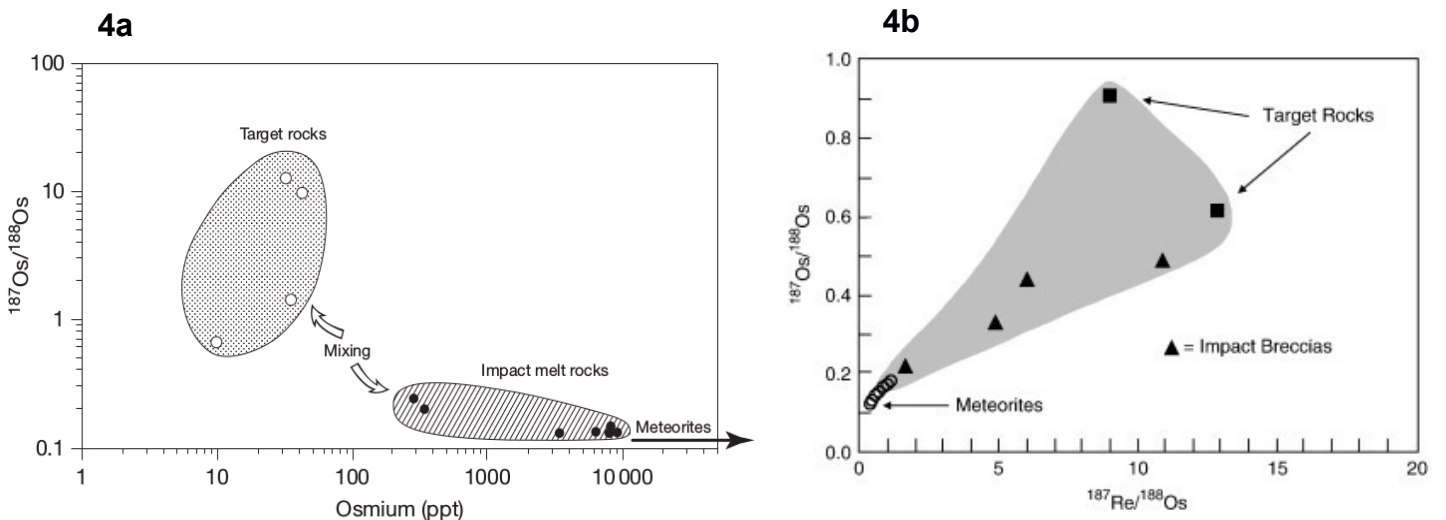 4a
100
10
1
0.1
187Os/188Os
Target rocks
Mixing
Impact melt rocks
Meteorites
1
10
100
1000
10 000
Osmium (ppt)
4b
1.0
0.8
0.6
0.4
0.2
0.0
187Os/188Os
Target Rocks
▲ = Impact Breccias
Meteorites
0
5
10
15
20
187Re/188Os